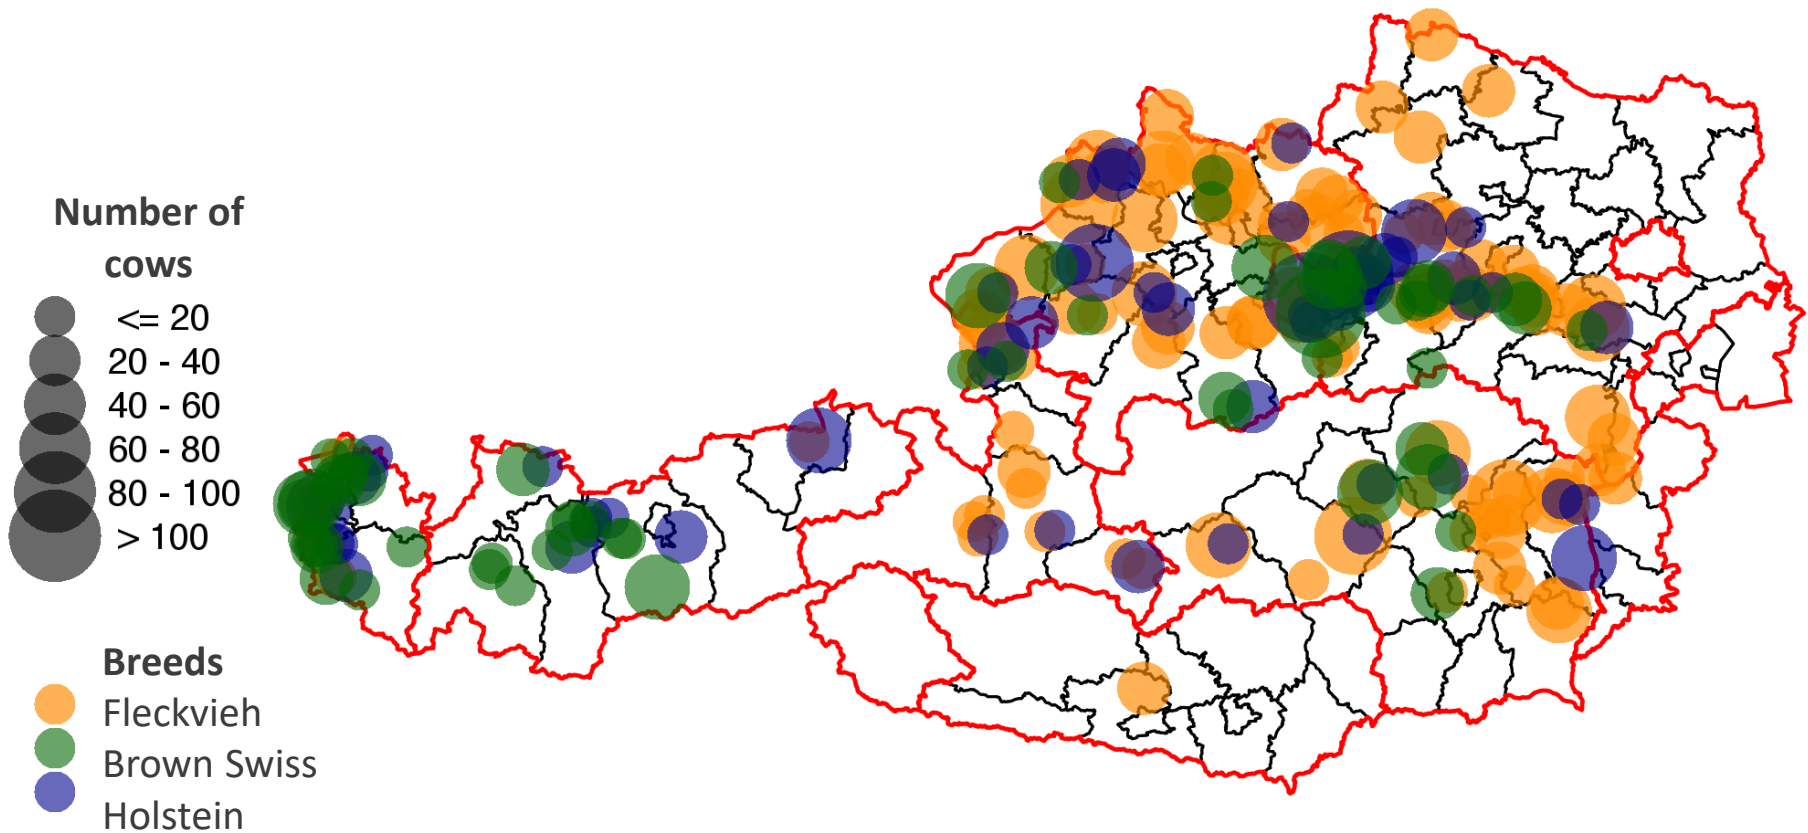 Number of
cows
<= 20
20 - 40
40 - 60
60 - 80
80 - 100
> 100
Breeds
Fleckvieh
Brown Swiss
Holstein